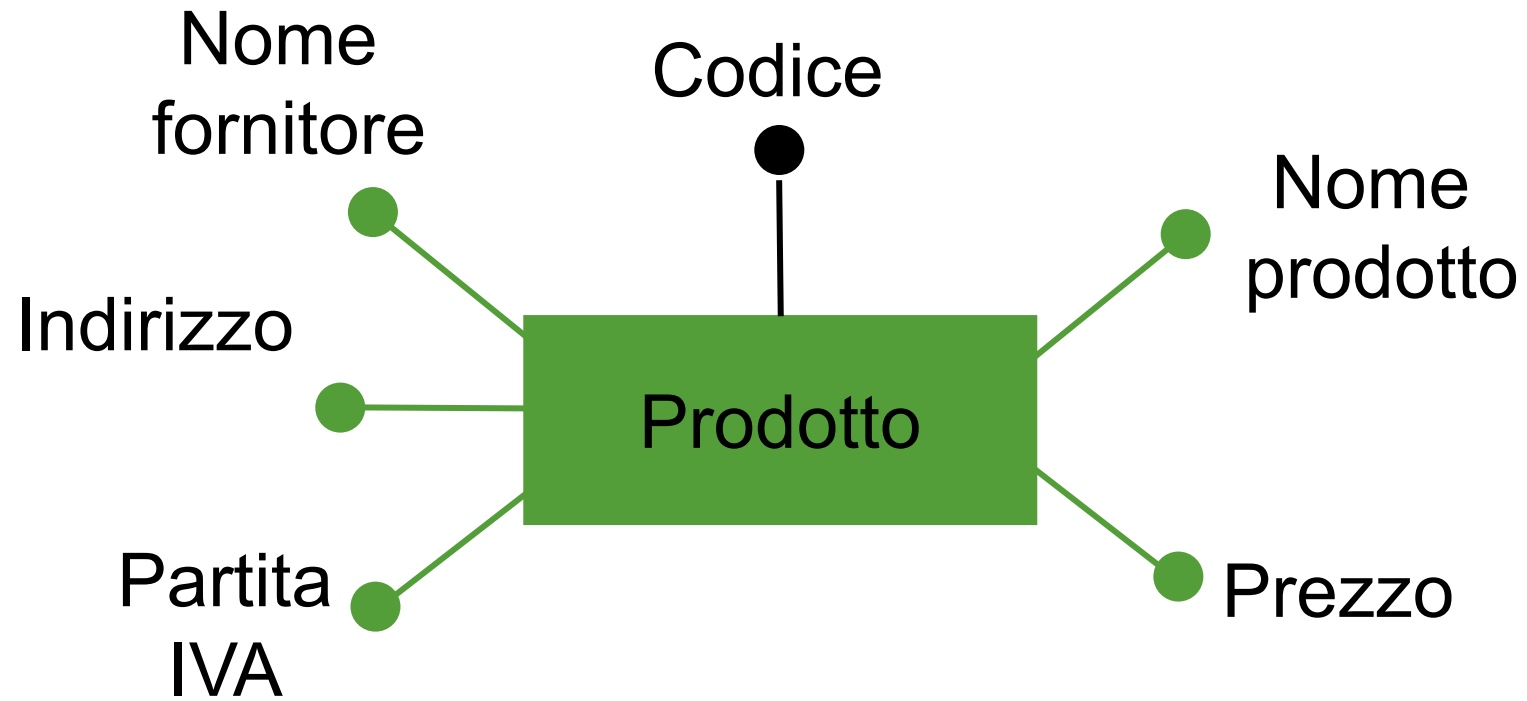 Nome
fornitore
Codice
Nome
prodotto
Indirizzo
Prodotto
Partita
IVA
Prezzo